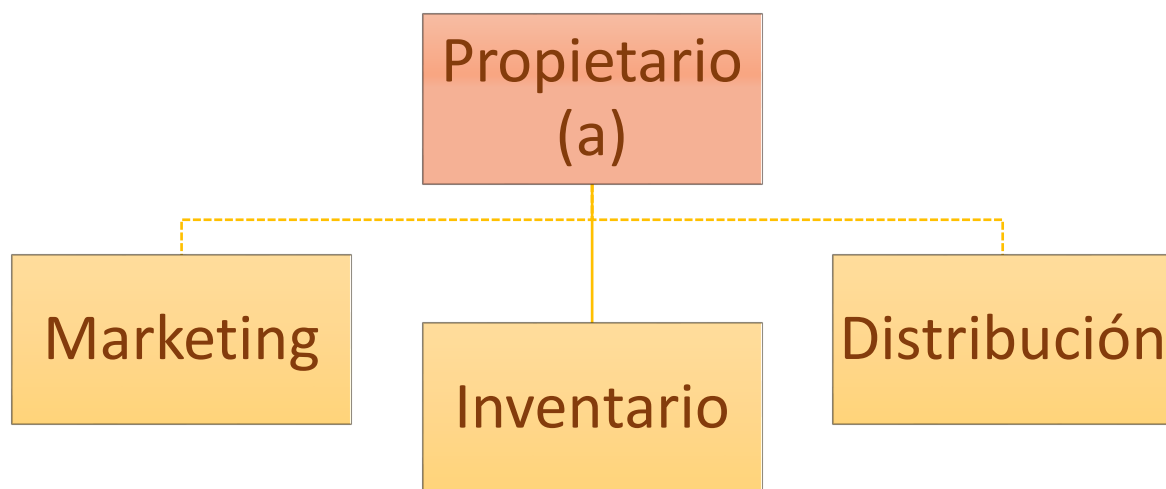 Propietario
(a)
Marketing
Inventario
Distribución